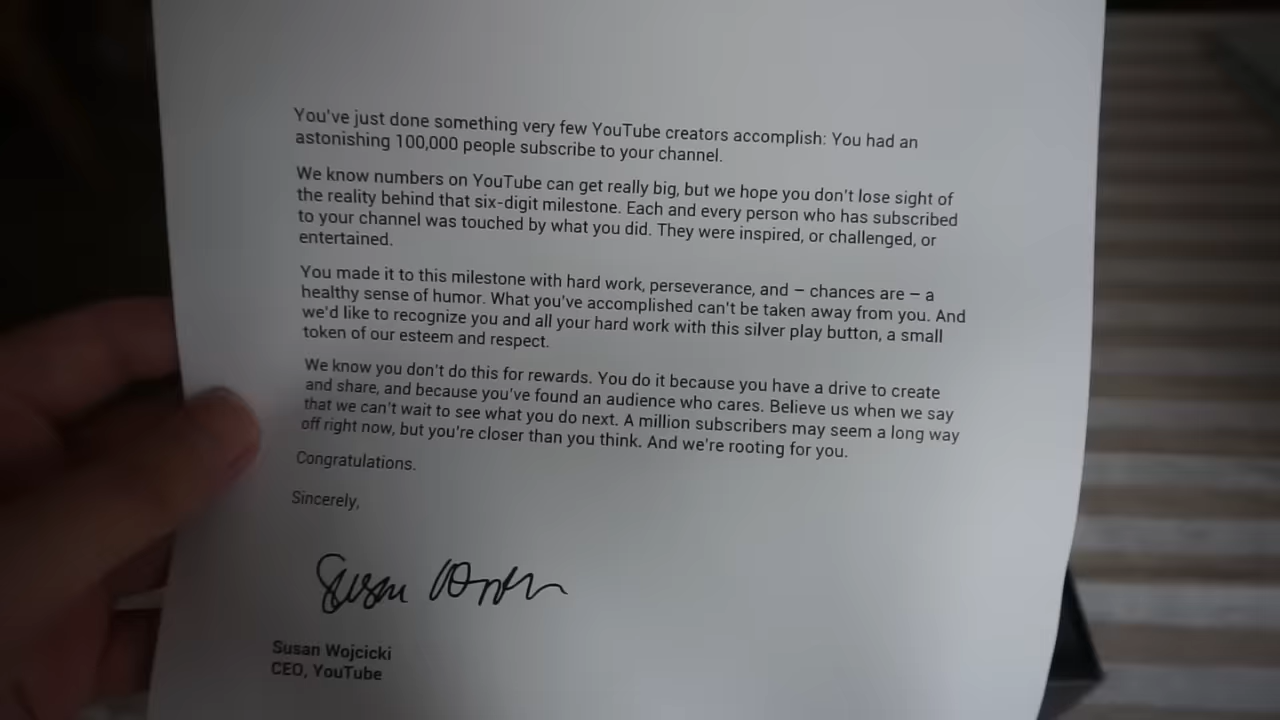 You've just done something very few YouTube creators accomplish: You had an
astonishing 100,000 people subscribe to your channel.
We know numbers on YouTube can get really big, but we hope you don't lose sight of
the reality behind that six-digit milestone. Each and every person who has subscribed
to your channel was touched by what you did. They were inspired, or challenged, or
entertained.
You made it to this milestone with hard work, perseverance, and – chances are – a
healthy sense of humor. What you've accomplished can't be taken away from you. And
we'd like to recognize you and all your hard work with this silver play button, a small
token of our esteem and respect.
We know you don't do this for rewards. You do it because you have a drive to create
and share, and because you've found an audience who cares. Believe us when we say
that we can't wait to see what you do next. A million subscribers may seem a long way
off right now, but you're closer than you think. And we're rooting for you.
Congratulations.
Sincerely,
Susan
Susan Wojcicki
CEO, YouTube